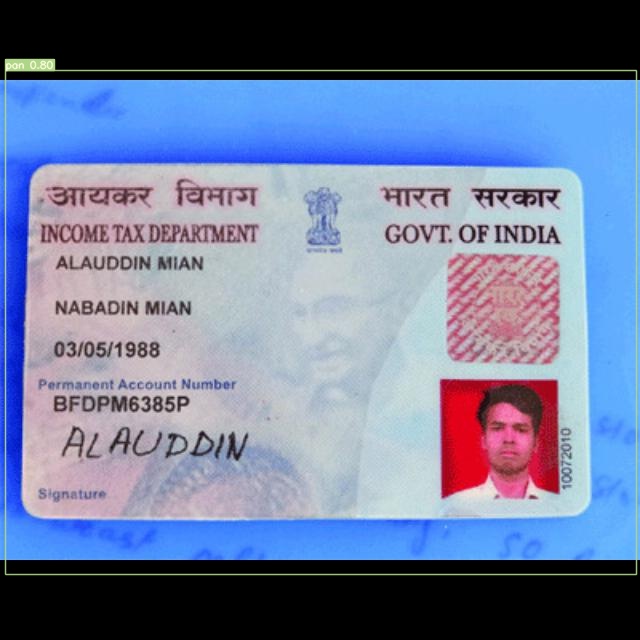 pan 0.80
आयकर विभाग
भारत सरकार
INCOME TAX DEPARTMENT
GOVT. OF INDIA
ALAUDDIN MIAN
NABADIN MIAN
03/05/1988
Permanent Account Number
BFDPM6385P
ALAUDDIN
Signature
10072010